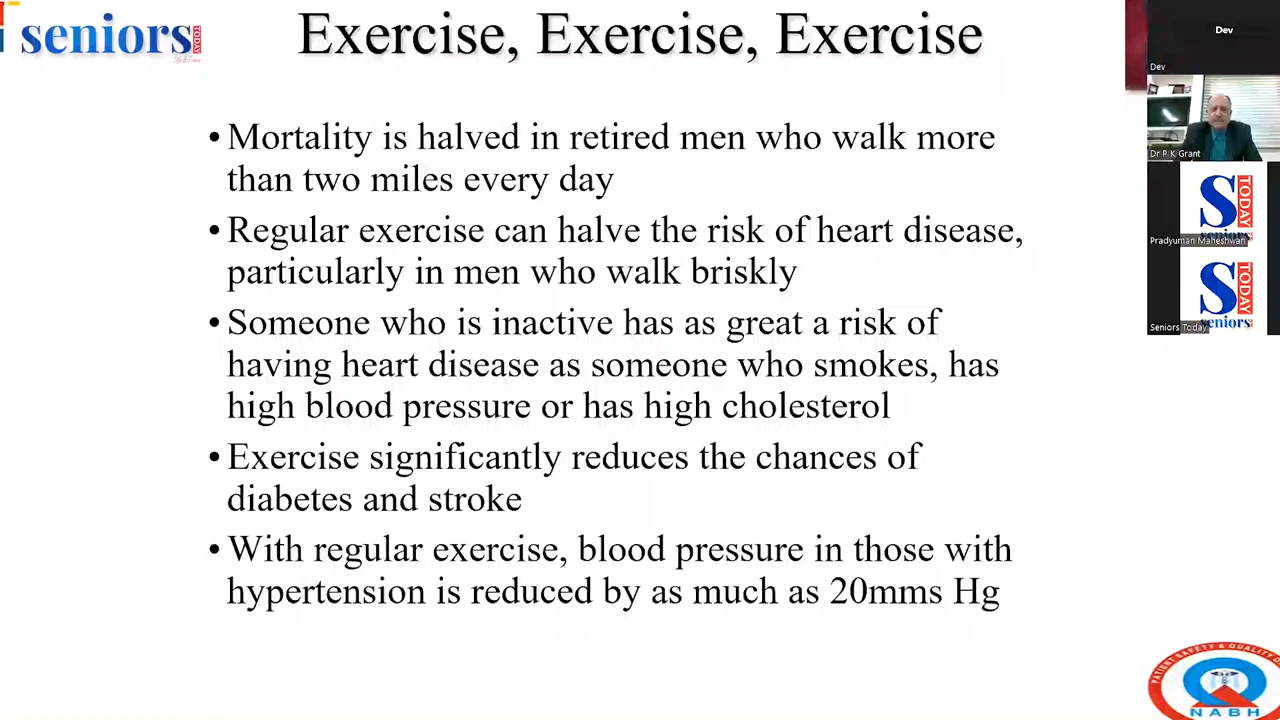 seniors
TODAY
Exercise, Exercise, Exercise
• Mortality is halved in retired men who walk more
than two miles every day
• Regular exercise can halve the risk of heart disease,
particularly in men who walk briskly
• Someone who is inactive has as great a risk of
having heart disease as someone who smokes, has
high blood pressure or has high cholesterol
• Exercise significantly reduces the chances of
diabetes and stroke
• With regular exercise, blood pressure in those with
hypertension is reduced by as much as 20mms Hg
Dev
Dev
Dr P K Grant
S TODAY
seniors
Pradyuman Maheshwari
S TODAY
seniors
Seniors Today
PATIENT SAFETY & QUALITY O
NABH